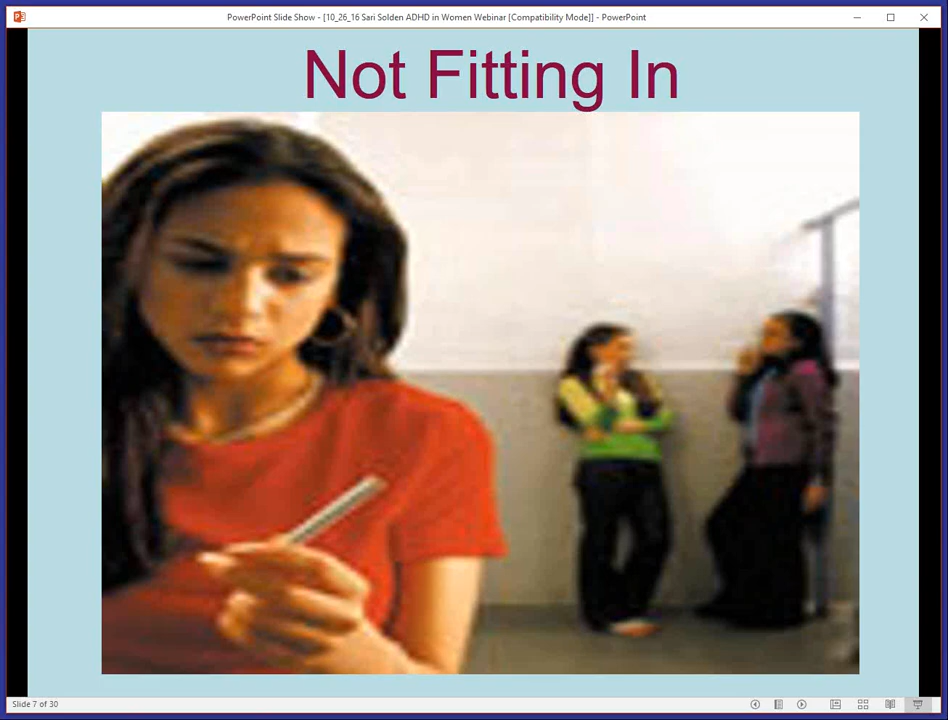 PowerPoint Slide Show - [10_26_16 Sari Solden ADHD in Women Webinar [Compatibility Mode]] - PowerPoint
Not Fitting In
Slide 7 of 30